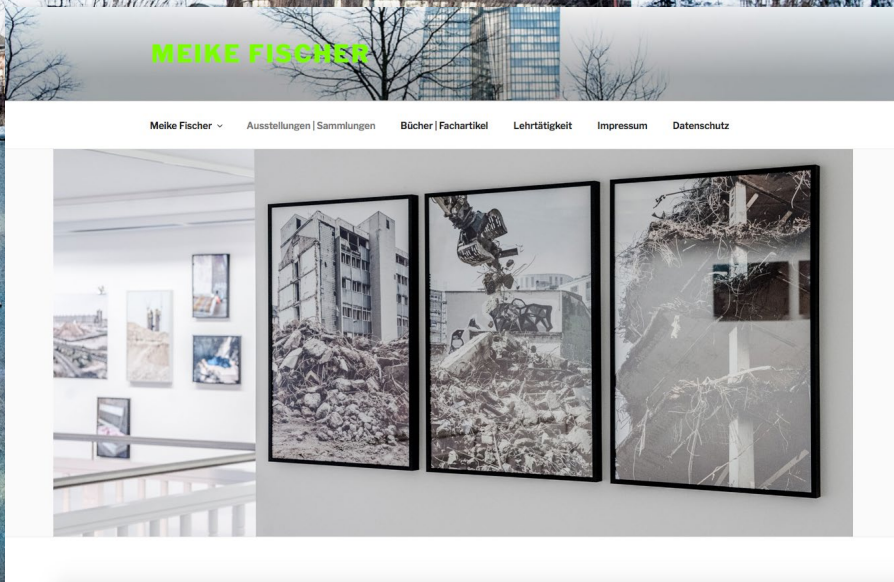 MEIKE FISCHER
Meike Fischer
Ausstellungen | Sammlungen
Bücher | Fachartikel
Lehrtätigkeit
Impressum
Datenschutz